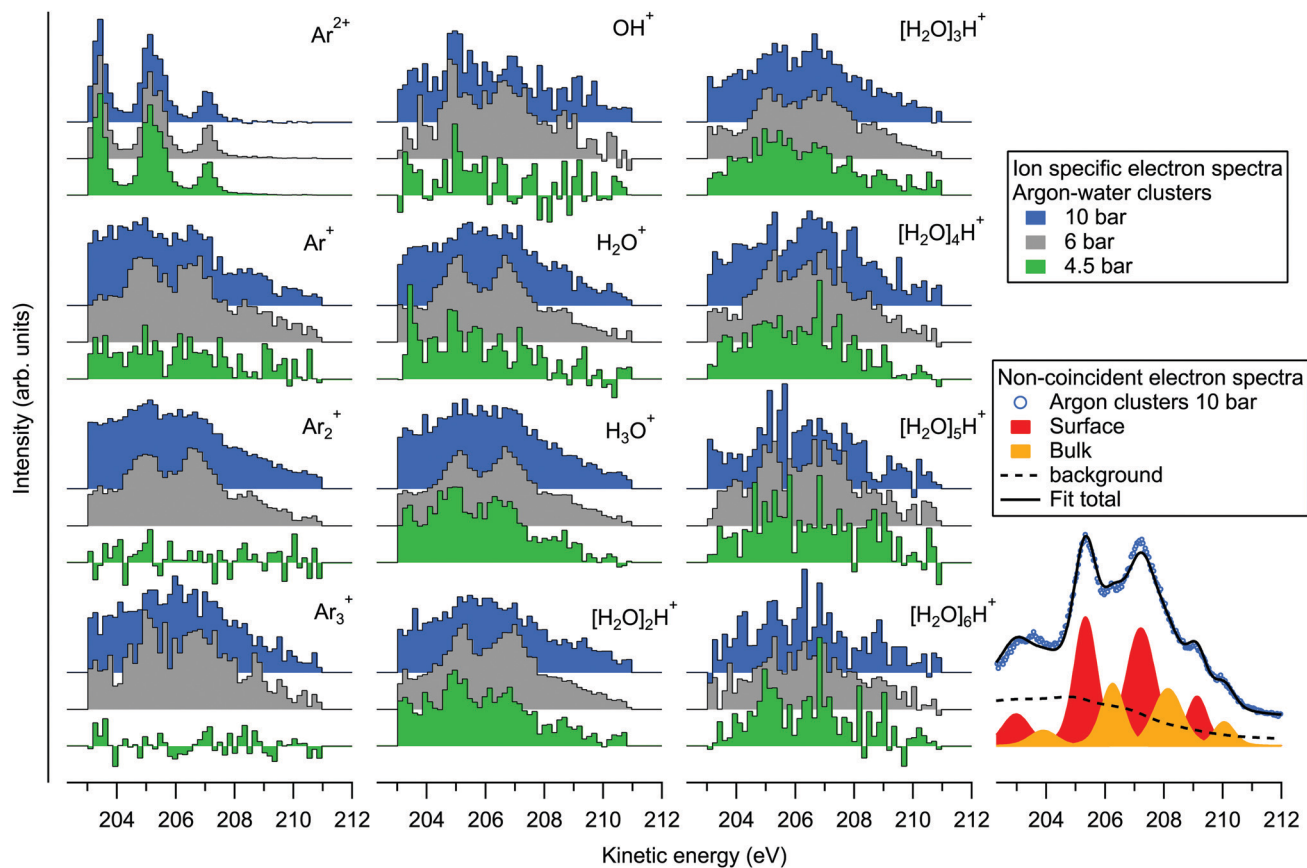 Intensity (arb. units)
Ar2+
Ar+
Ar2+
Ar3+
204 206 208 210 212
OH+
H2O+
H3O+
[H2O]2H+
204 206 208 210 212
[H2O]3H+
[H2O]4H+
[H2O]5H+
[H2O]6H+
204 206 208 210 212
Ion specific electron spectra
Argon-water clusters
10 bar
6 bar
4.5 bar
Non-coincident electron spectra
Argon clusters 10 bar
Surface
Bulk
background
Fit total
204 206 208 210 212
Kinetic energy (eV)